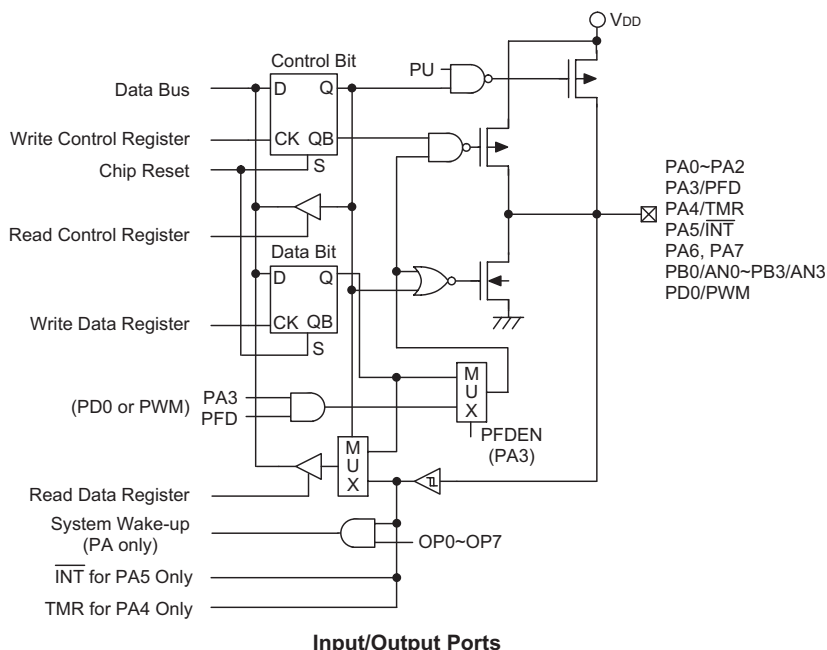 VDD
Control Bit
PU
Data Bus
D
Q
Write Control Register
CK
QB
Chip Reset
S
PA0~PA2
PA3/PFD
PA4/TMR
PA5/I̅N̅T̅
PA6, PA7
PB0/AN0~PB3/AN3
PD0/PWM
Read Control Register
Data Bit
D
Q
Write Data Register
CK
QB
S
M
U
X
(PD0 or PWM)
PA3
PFD
PFDEN
(PA3)
M
U
X
Read Data Register
System Wake-up
(PA only)
OP0~OP7
I̅N̅T̅ for PA5 Only
TMR for PA4 Only
Input/Output Ports